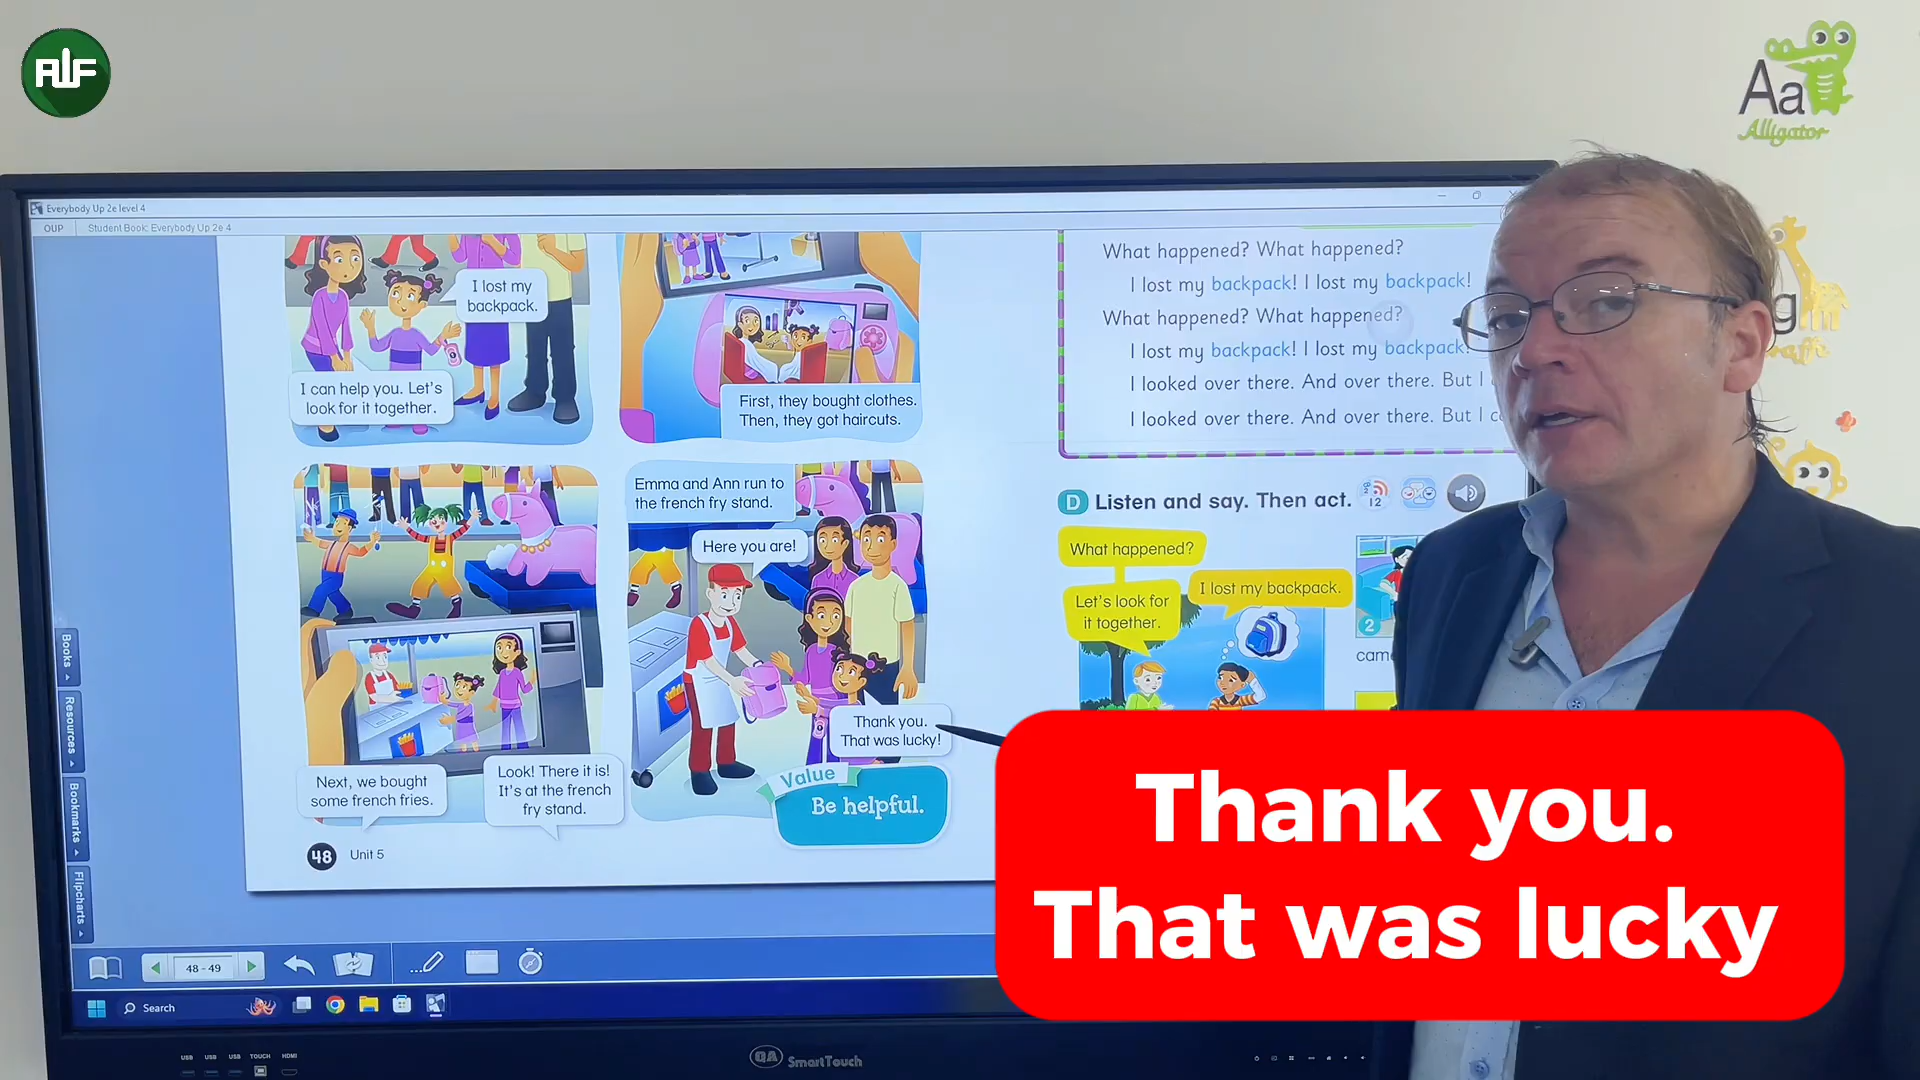 AWF
Aa
Alligator
Everybody Up 2e level 4
OUP
Student Book: Everybody Up 2e 4
I lost my
backpack.
I can help you. Let's
look for it together.
First, they bought clothes.
Then, they got haircuts.
Next, we bought
some french fries.
Look! There it is!
It's at the french
fry stand.
Emma and Ann run to
the french fry stand.
Here you are!
Thank you.
That was lucky!
Value
Be helpful.
48
Unit 5
What happened? What happened?
I lost my backpack! I lost my backpack!
What happened? What happened?
I lost my backpack! I lost my backpack!
I looked over there. And over there. But I
I looked over there. And over there. But I
D Listen and say. Then act.
12
What happened?
Let's look for
it together.
I lost my backpack.
2
Thank you.
That was lucky
Books
Resources
Bookmarks
Flipcharts
48 - 49
Search
USB USB USB TOUCH HDMI
QA SmartTouch